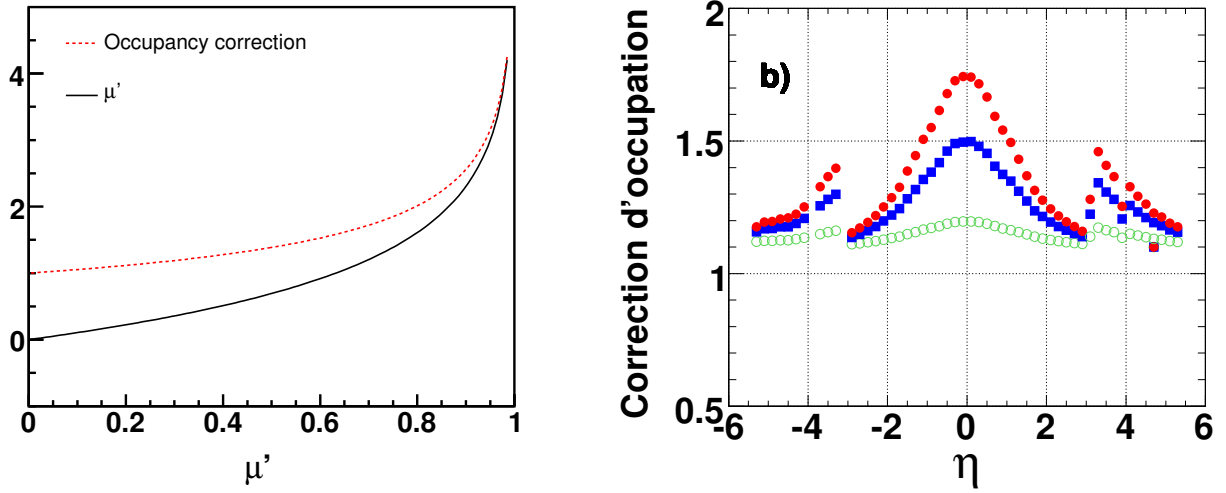 Occupancy correction
μ'
4
2
0
0 0.2 0.4 0.6 0.8 1
μ'
b)
Correction d'occupation
2
1.5
1
0.5
-6 -4 -2 0 2 4 6
η